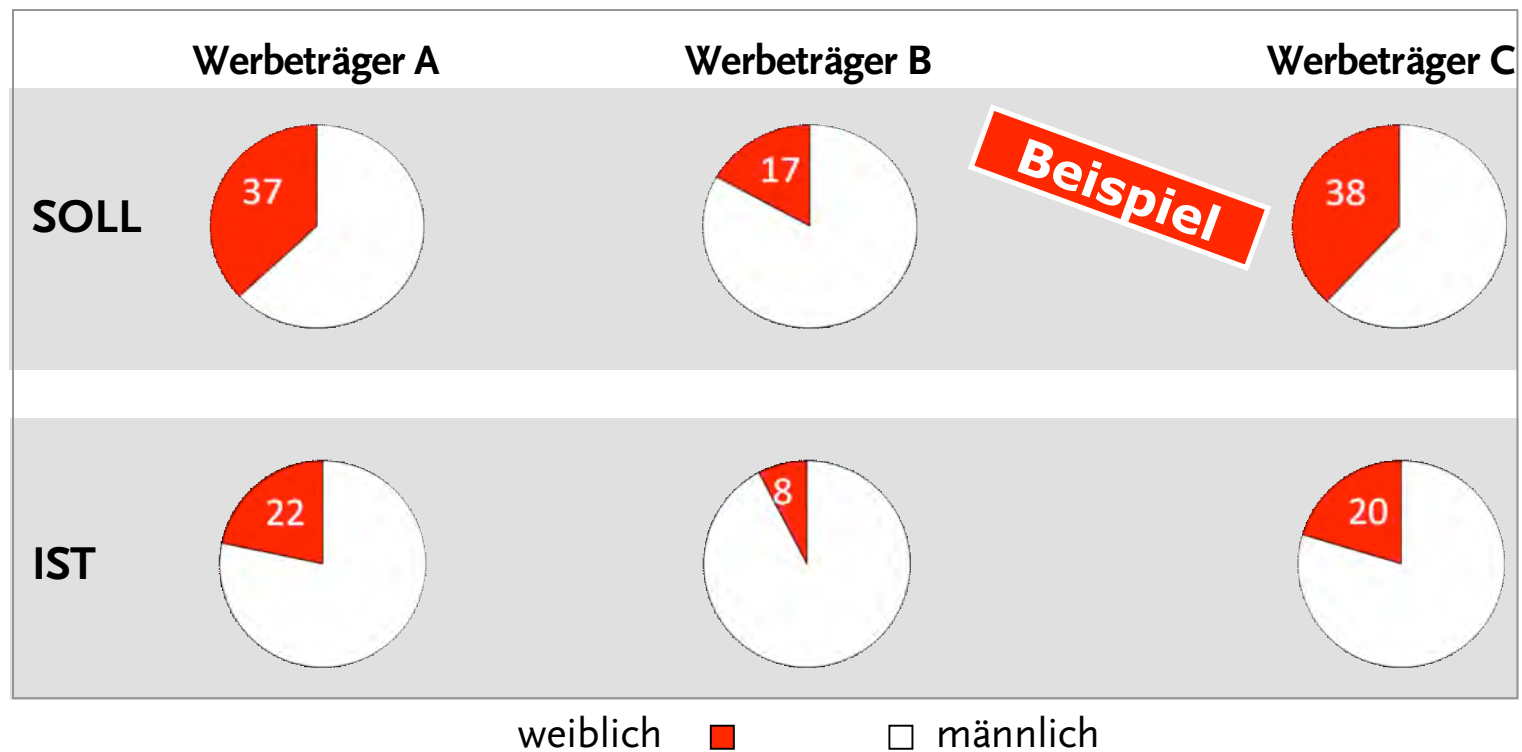 Werbeträger A Werbeträger B Werbeträger C
SOLL 37 17 Beispiel 38
IST 22 8 20
weiblich männlich